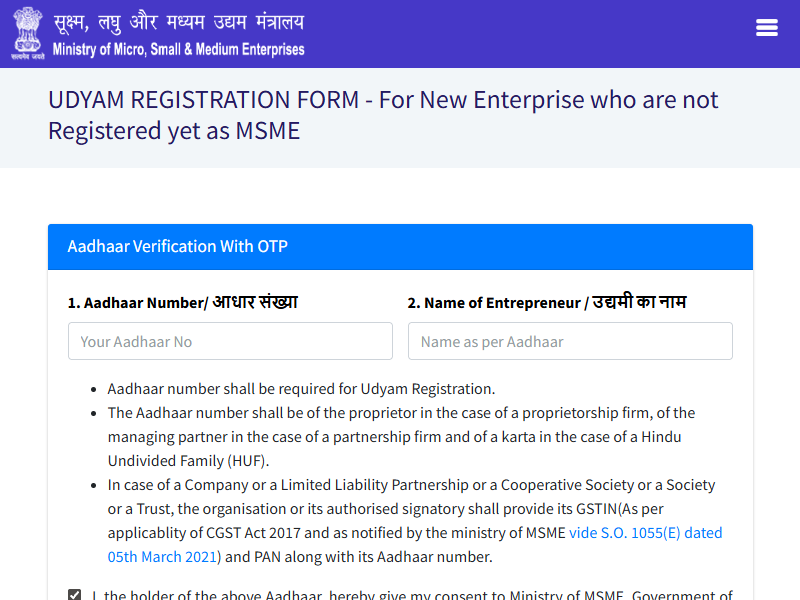 सूक्ष्म, लघु और मध्यम उद्यम मंत्रालय
Ministry of Micro, Small & Medium Enterprises
सत्यमेव जयते
UDYAM REGISTRATION FORM - For New Enterprise who are not
Registered yet as MSME
Aadhaar Verification With OTP
1. Aadhaar Number/ आधार संख्या
2. Name of Entrepreneur / उद्यमी का नाम
Your Aadhaar No
Name as per Aadhaar
Aadhaar number shall be required for Udyam Registration.
The Aadhaar number shall be of the proprietor in the case of a proprietorship firm, of the
managing partner in the case of a partnership firm and of a karta in the case of a Hindu
Undivided Family (HUF).
In case of a Company or a Limited Liability Partnership or a Cooperative Society or a Society
or a Trust, the organisation or its authorised signatory shall provide its GSTIN(As per
applicablity of CGST Act 2017 and as notified by the ministry of MSME vide S.O. 1055(E) dated
05th March 2021) and PAN along with its Aadhaar number.
I, the holder of the above Aadhaar, hereby give my consent to Ministry of MSME, Government of